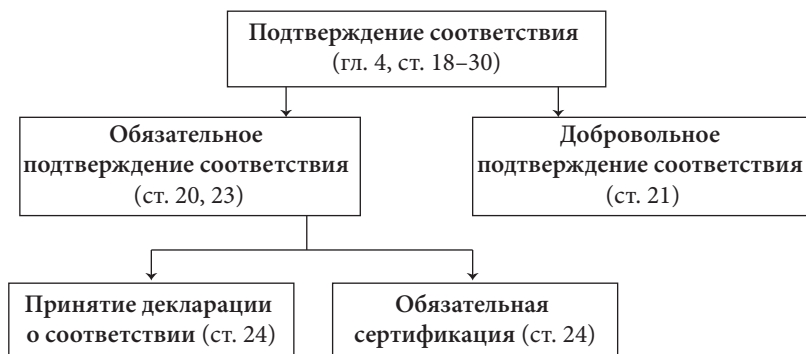 Подтверждение соответствия
(гл. 4, ст. 18–30)
Обязательное
подтверждение соответствия
(ст. 20, 23)
Добровольное
подтверждение соответствия
(ст. 21)
Принятие декларации
о соответствии (ст. 24)
Обязательная
сертификация (ст. 24)